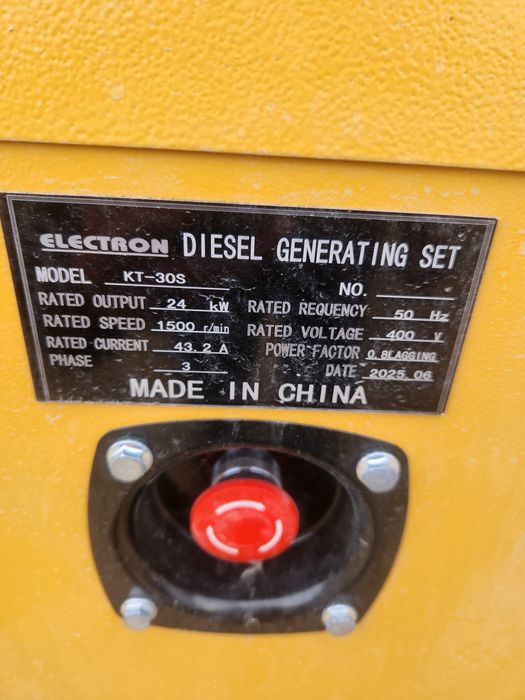 ELECTRON DIESEL GENERATING SET
MODEL KT-30S NO.
RATED OUTPUT 24 kW RATED REQUENCY 50 Hz
RATED SPEED 1500 r/min RATED VOLTAGE 400 V
RATED CURRENT 43.2 A POWER FACTOR 0.8LAGGING
PHASE 3 DATE 2025.06
MADE IN CHINA